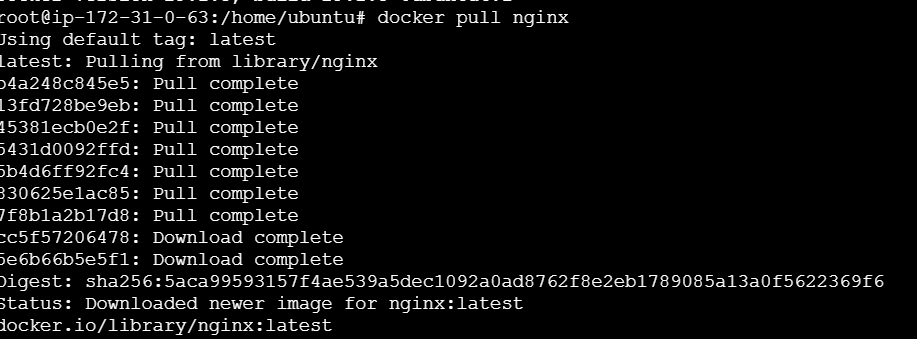 root@ip-172-31-0-63:/home/ubuntu# docker pull nginx
Using default tag: latest
latest: Pulling from library/nginx
b4a248c845e5: Pull complete
13fd728be9eb: Pull complete
45381ecb0e2f: Pull complete
5431d0092ffd: Pull complete
5b4d6ff92fc4: Pull complete
830625e1ac85: Pull complete
7f8b1a2b17d8: Pull complete
cc5f57206478: Download complete
5e6b66b5e5f1: Download complete
Digest: sha256:5aca99593157f4ae539a5dec1092a0ad8762f8e2eb1789085a13a0f5622369f6
Status: Downloaded newer image for nginx:latest
docker.io/library/nginx:latest